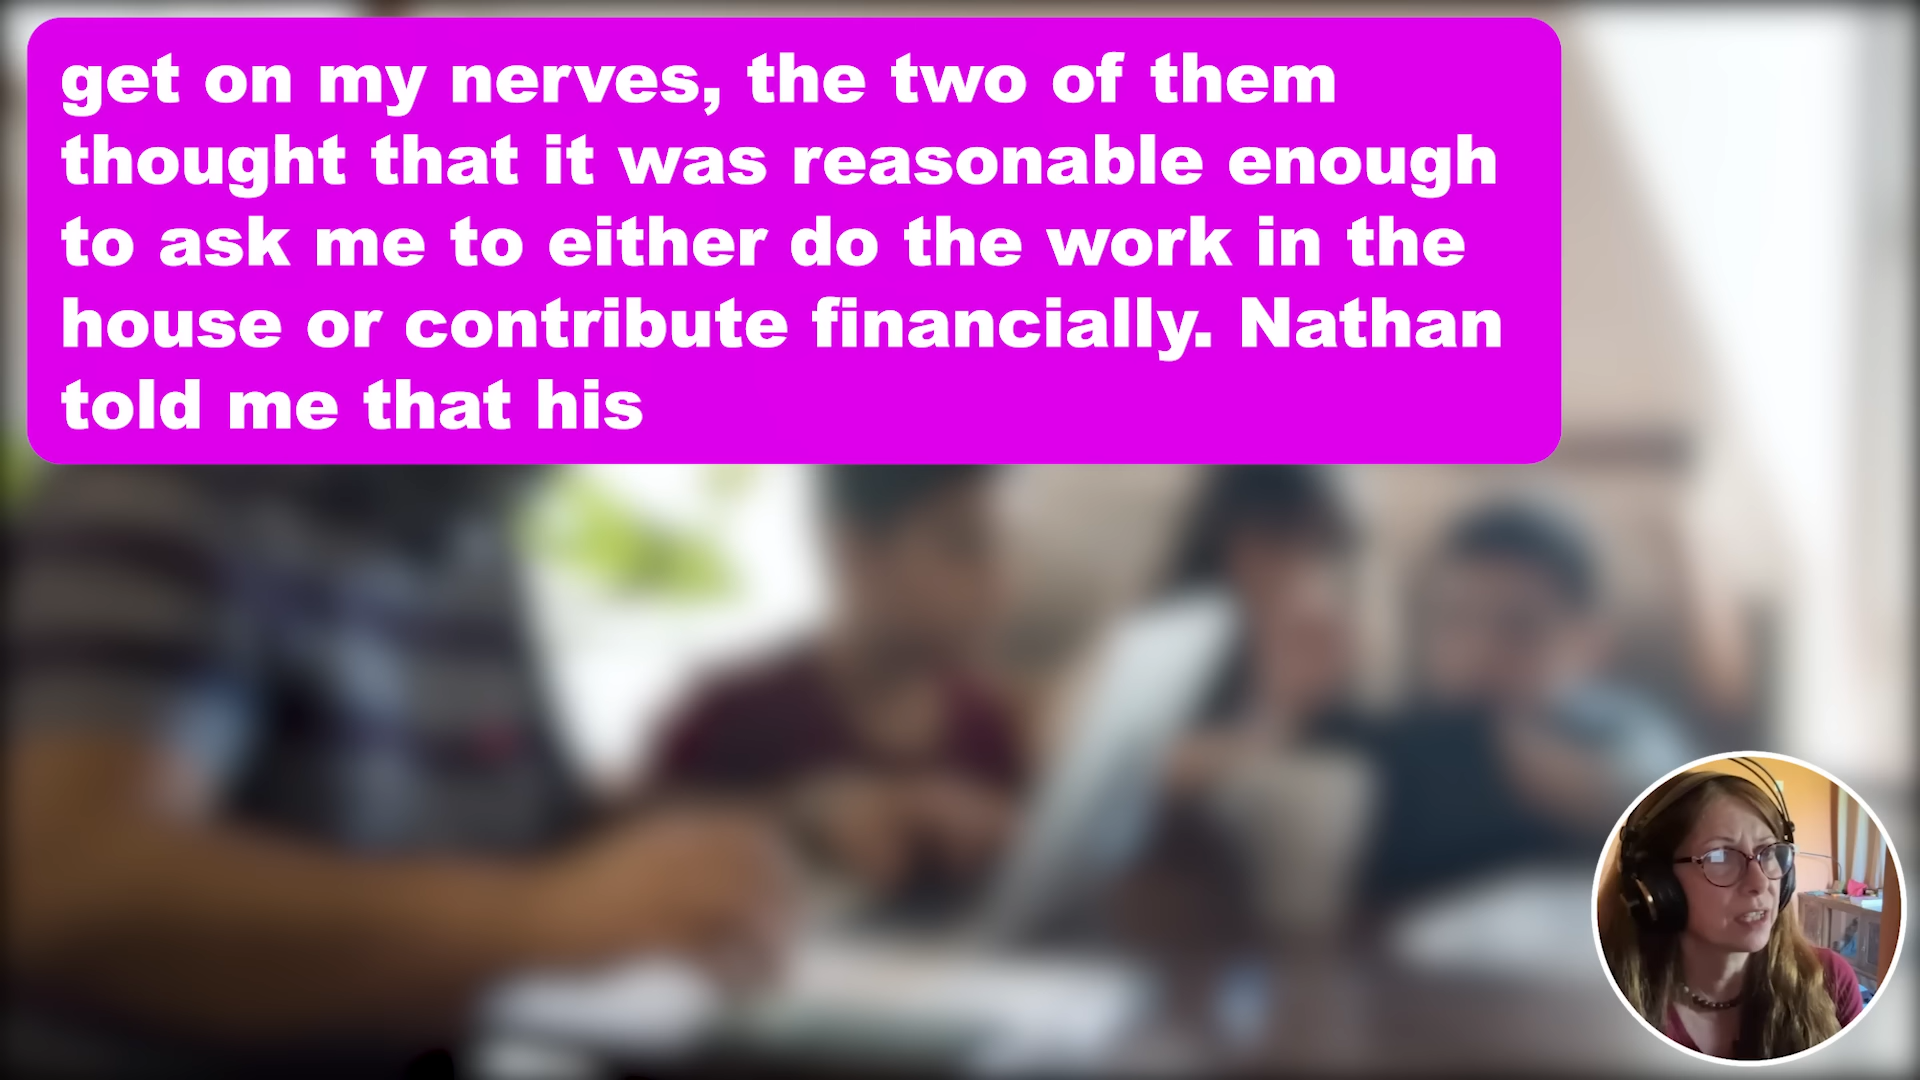 get on my nerves, the two of them
thought that it was reasonable enough
to ask me to either do the work in the
house or contribute financially. Nathan
told me that his